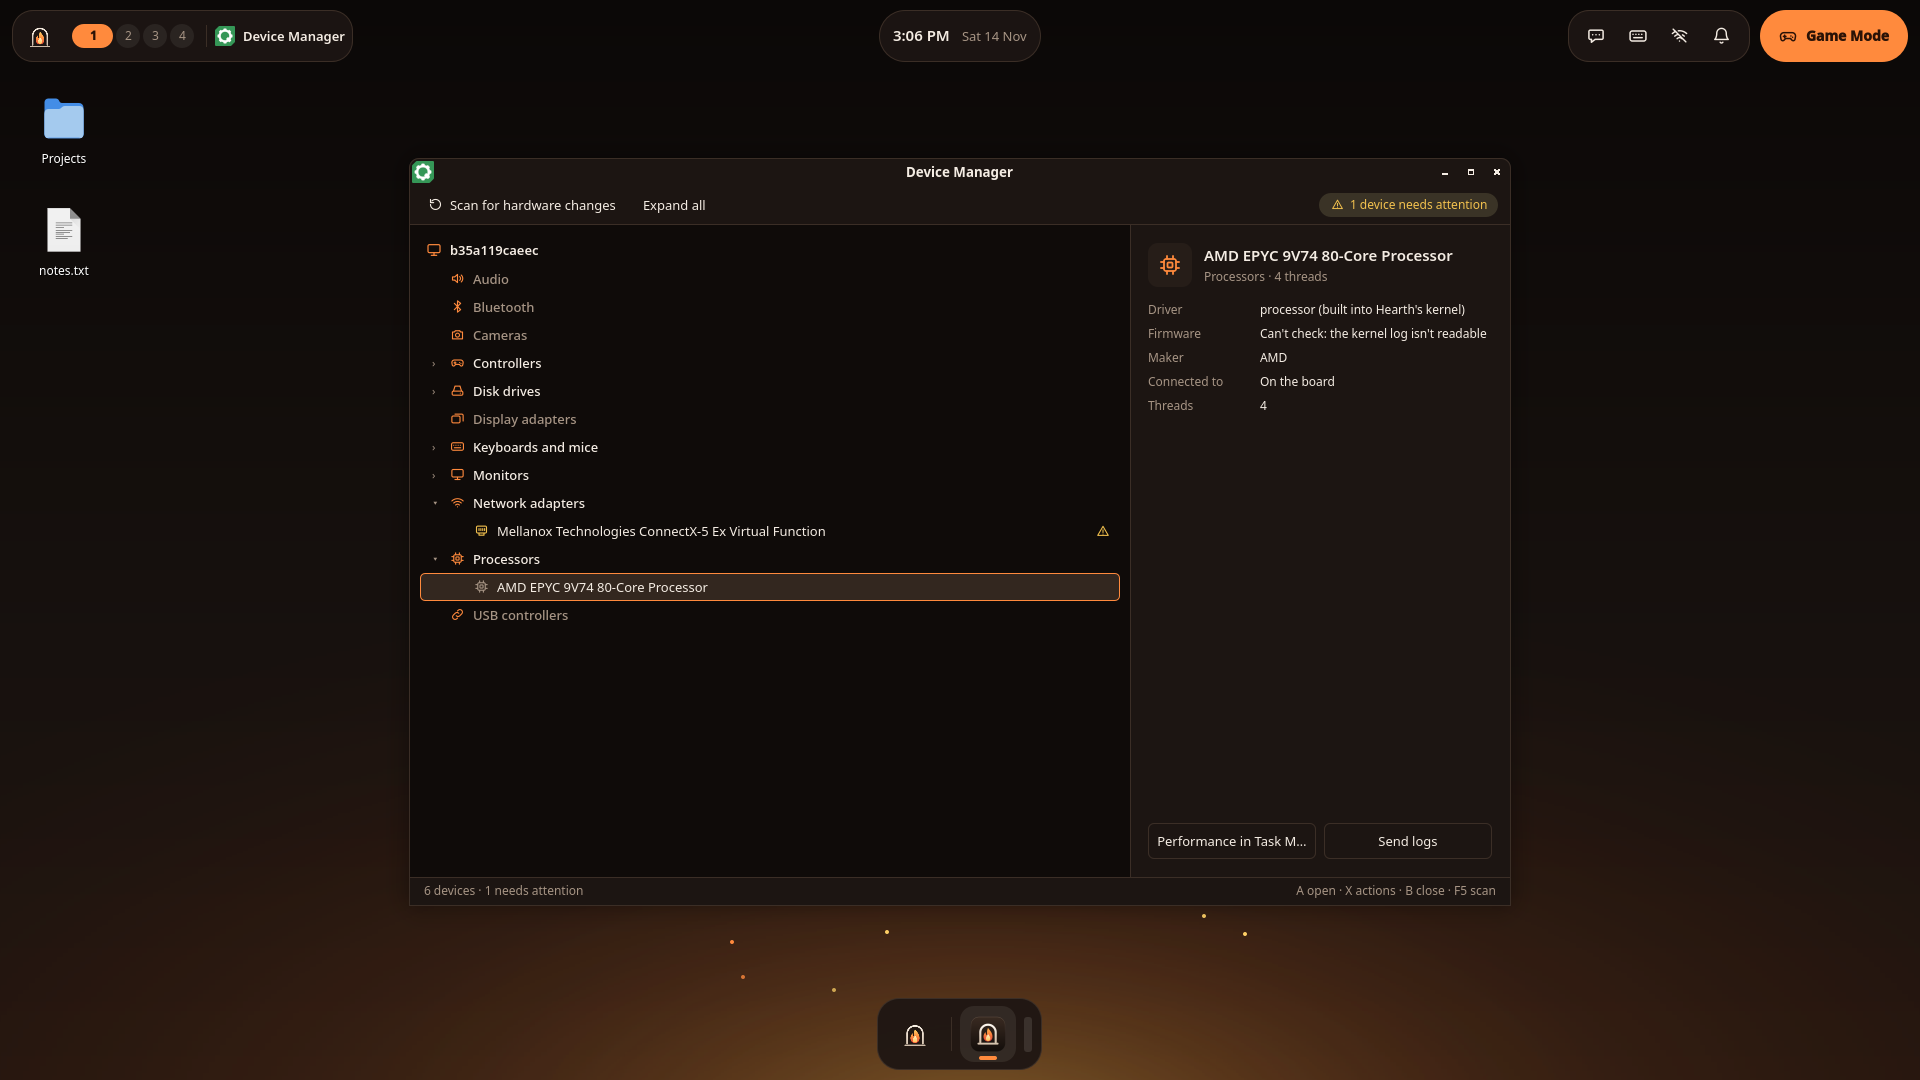 1 2 3 4 Device Manager
3:06 PM Sat 14 Nov
Game Mode
Projects
notes.txt
Device Manager
Scan for hardware changes Expand all
1 device needs attention
b35a119caeec
Audio
Bluetooth
Cameras
Controllers
Disk drives
Display adapters
Keyboards and mice
Monitors
Network adapters
Mellanox Technologies ConnectX-5 Ex Virtual Function
Processors
AMD EPYC 9V74 80-Core Processor
USB controllers
AMD EPYC 9V74 80-Core Processor
Processors · 4 threads
Driver processor (built into Hearth's kernel)
Firmware Can't check: the kernel log isn't readable
Maker AMD
Connected to On the board
Threads 4
Performance in Task M... Send logs
6 devices · 1 needs attention
A open · X actions · B close · F5 scan